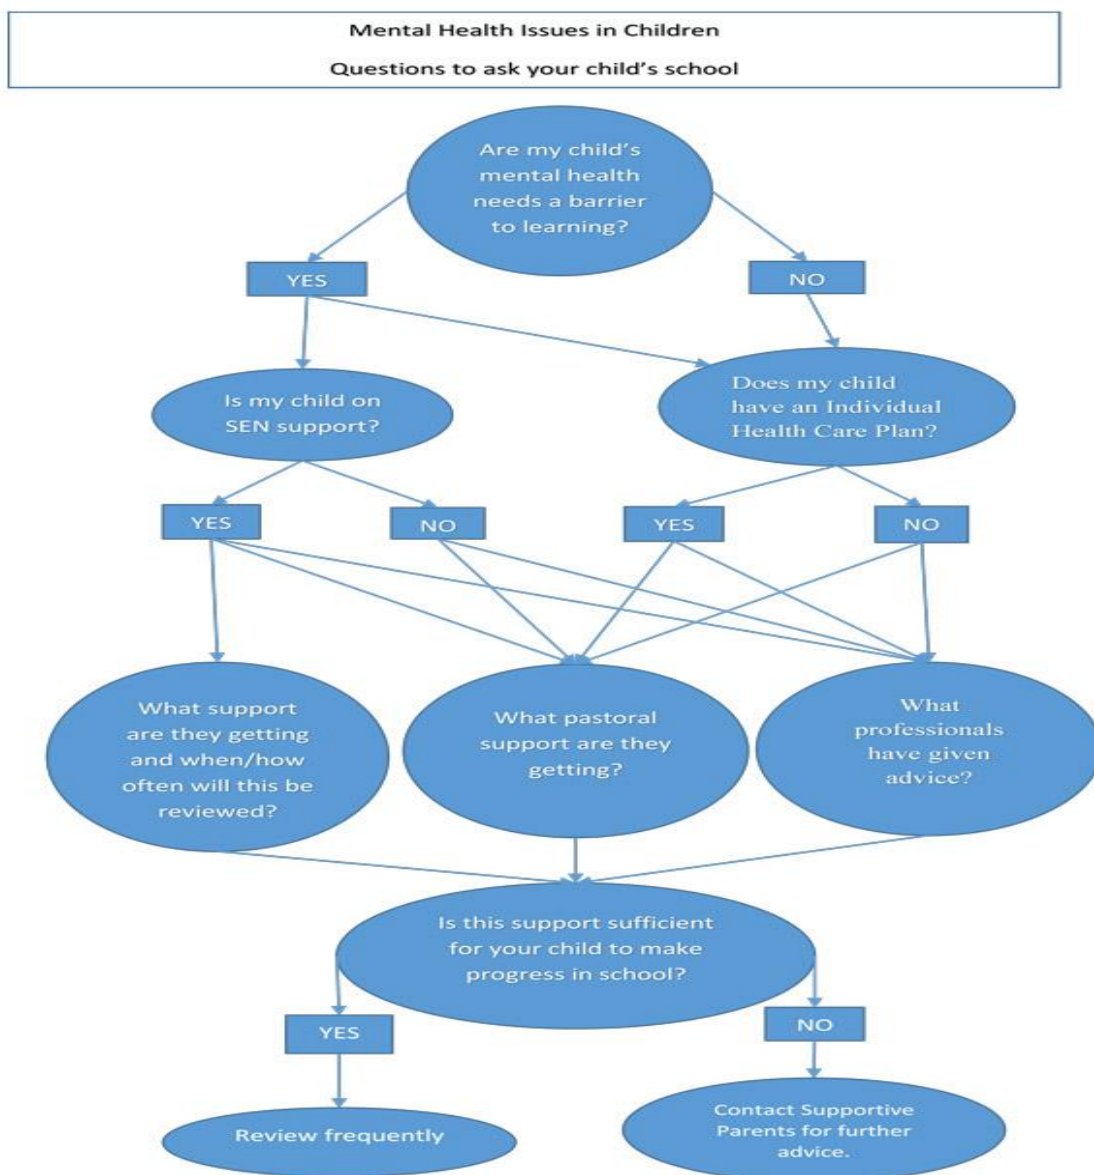 Mental Health Issues in Children
Questions to ask your child's school
Are my child's
mental health
needs a barrier
to learning?
YES
NO
Is my child on
SEN support?
Does my child
have an Individual
Health Care Plan?
YES
NO
YES
NO
What support
are they getting
and when/how
often will this be
reviewed?
What pastoral
support are they
getting?
What
professionals
have given
advice?
Is this support sufficient
for your child to make
progress in school?
YES
NO
Review frequently
Contact Supportive
Parents for further
advice.